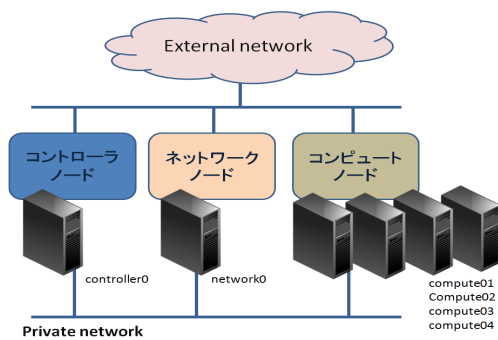 External network
コントローラ
ノード
ネットワーク
ノード
コンピュート
ノード
controller0
network0
compute01
Compute02
compute03
compute04
Private network